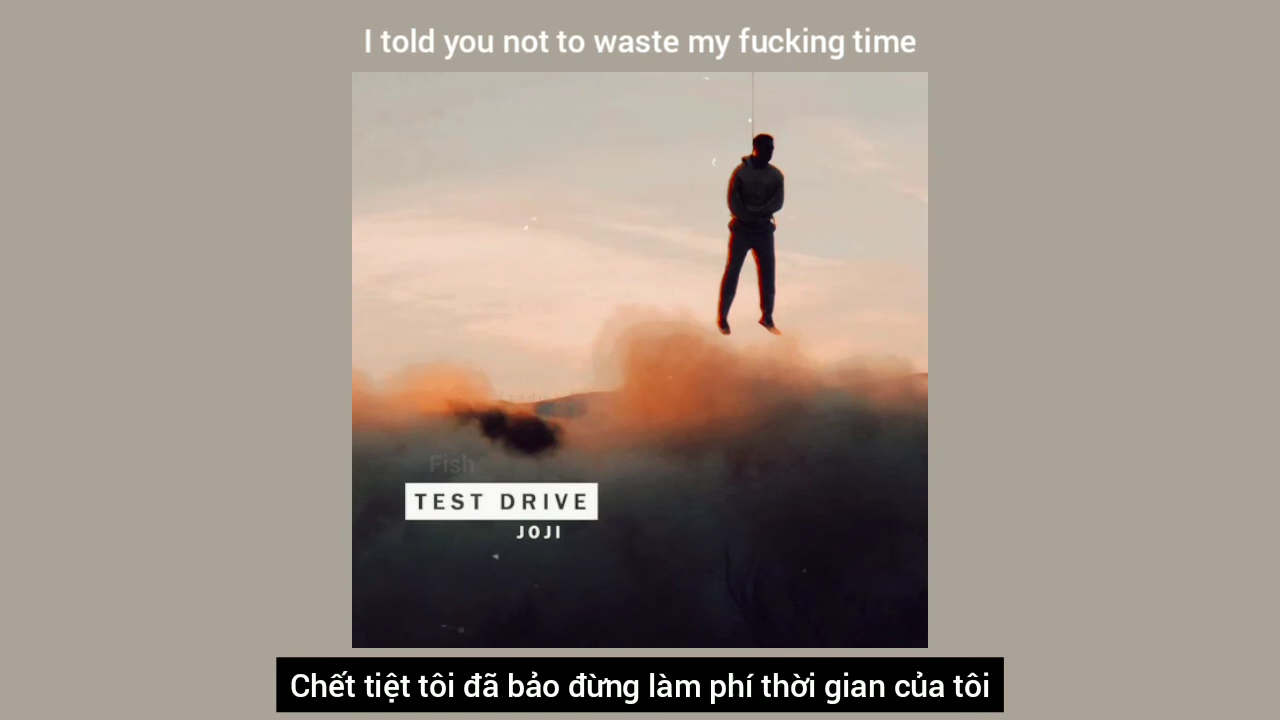 I told you not to waste my fucking time
Fish
TEST DRIVE
JOJI
Chết tiệt tôi đã bảo đừng làm phí thời gian của tôi